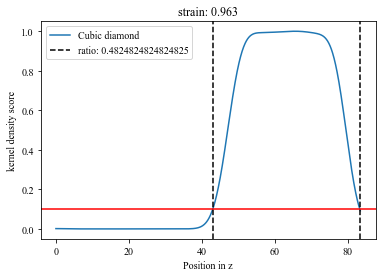 strain: 0.963
Cubic diamond
ratio: 0.4824824824824825
kernel density score
1.0
0.8
0.6
0.4
0.2
0.0
0 20 40 60 80
Position in z